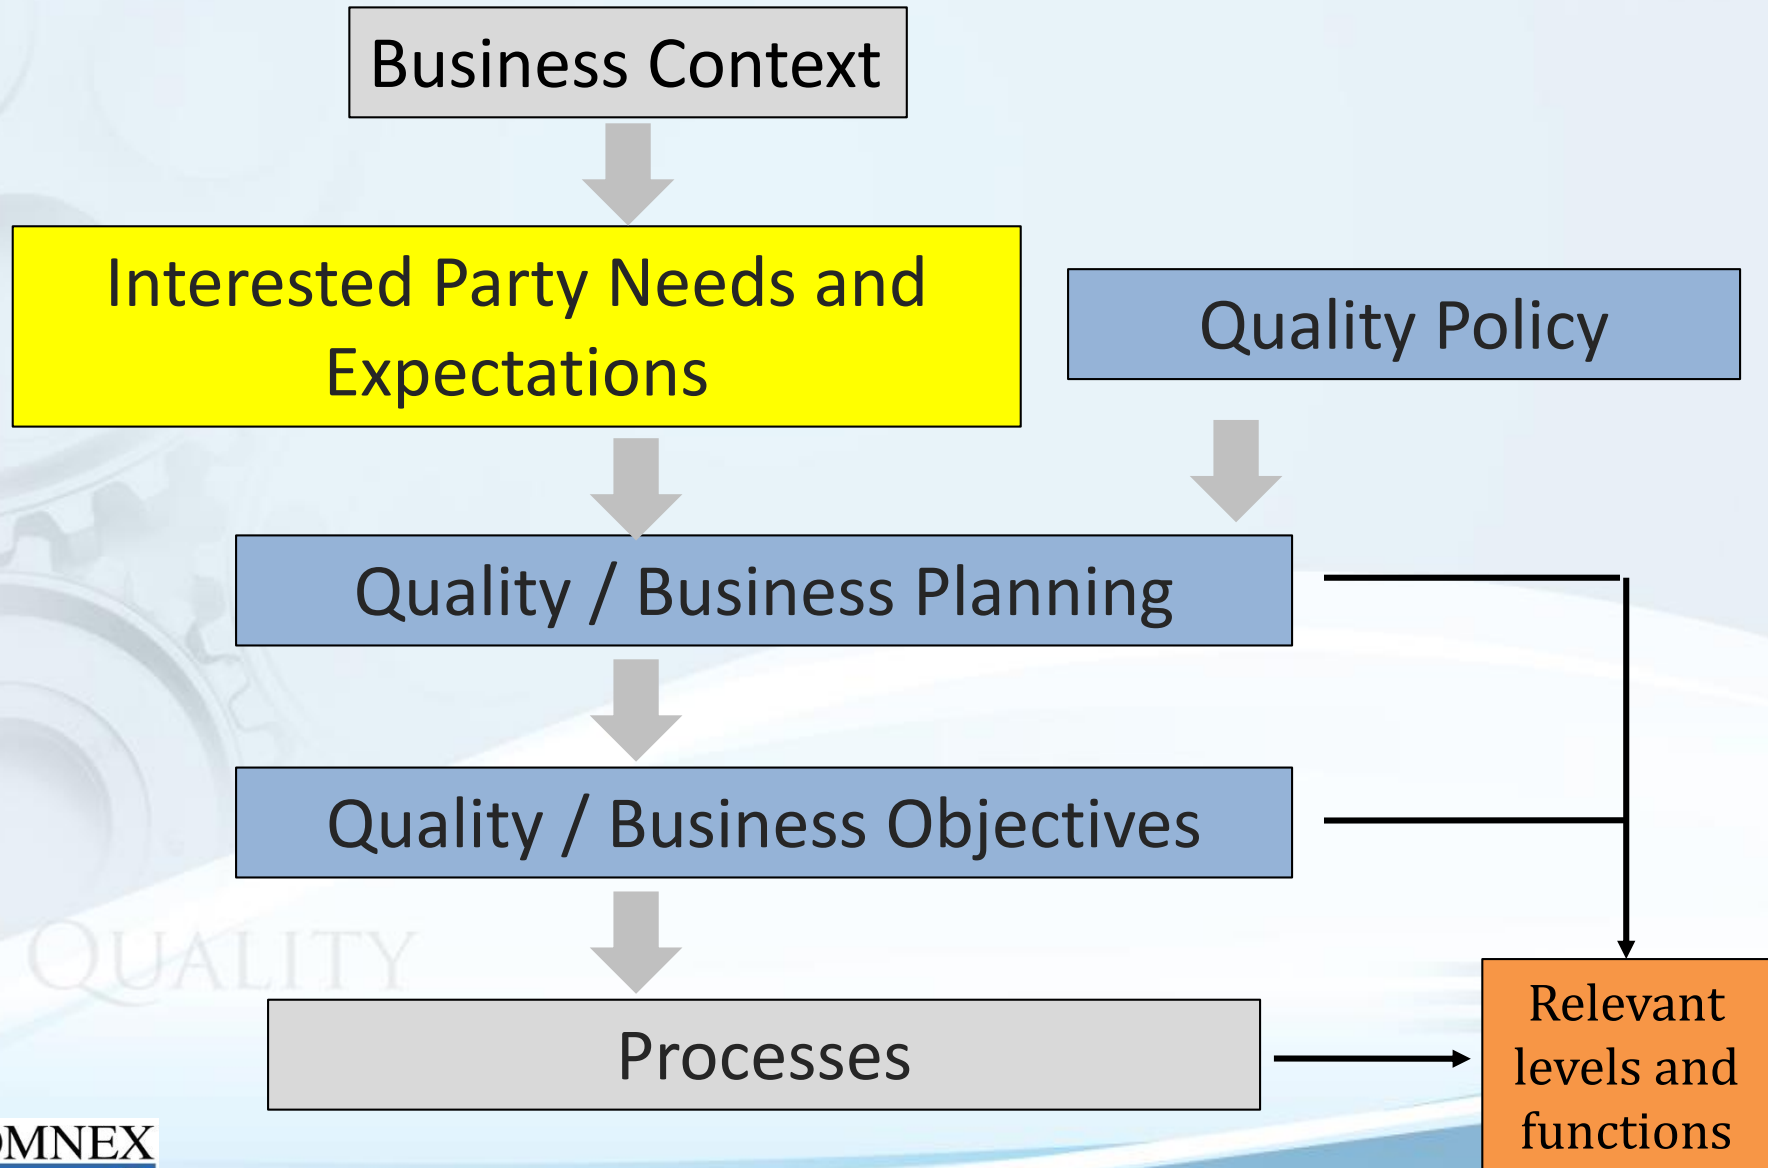 Business Context
Interested Party Needs and
Expectations
Quality Policy
Quality / Business Planning
Quality / Business Objectives
QUALITY
Processes
Relevant
levels and
functions
OMNEX